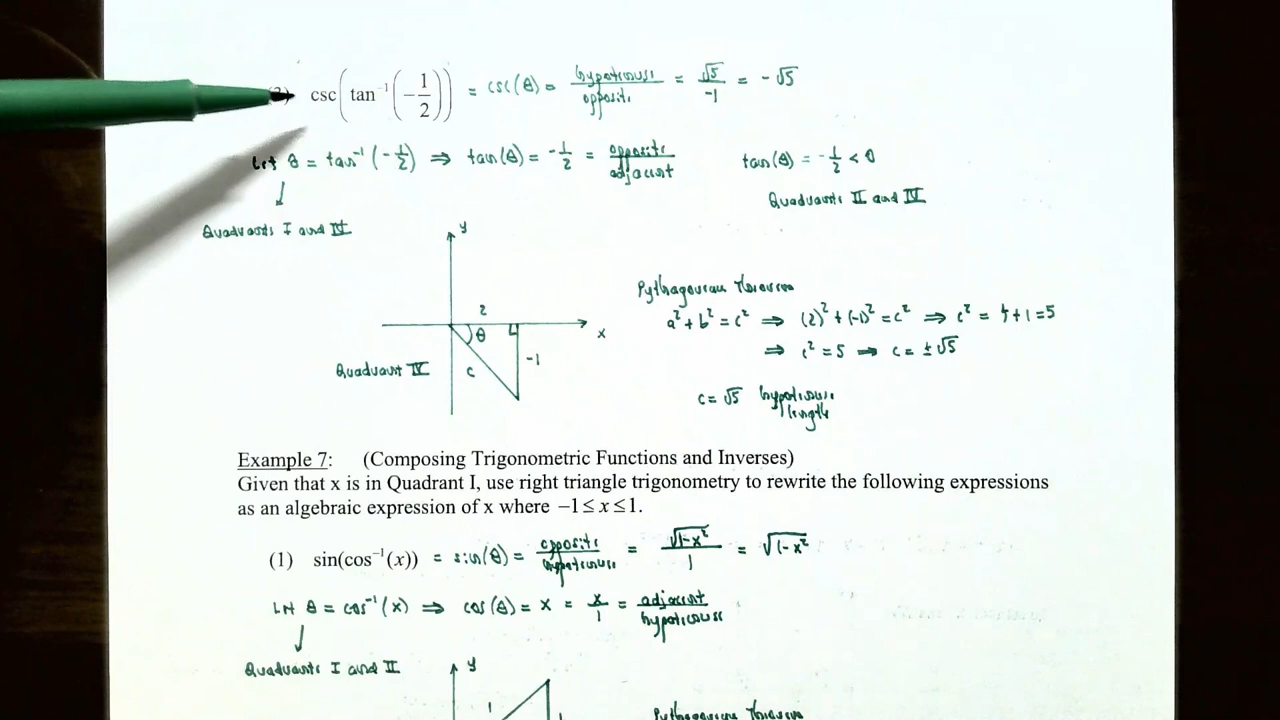 csc(tan⁻¹(-1/2)) = csc(θ) = hypotenuse/opposite = √5/-1 = -√5
Let θ = tan⁻¹(-1/2) ⇒ tan(θ) = -1/2 = opposite/adjacent
tan(θ) = -1/2 < 0
Quadrants II and IV
Quadrants I and IV
y
2
θ
x
-1
c
Quadrant IV
Pythagorean Theorem
a² + b² = c² ⇒ (2)² + (-1)² = c² ⇒ c² = 4+1 = 5
⇒ c² = 5 ⇒ c = ±√5
c = √5 hypotenuse
length
Example 7: (Composing Trigonometric Functions and Inverses)
Given that x is in Quadrant I, use right triangle trigonometry to rewrite the following expressions
as an algebraic expression of x where -1 ≤ x ≤ 1.
(1) sin(cos⁻¹(x)) = sin(θ) = opposite/hypotenuse = √(1-x²)/1 = √(1-x²)
Let θ = cos⁻¹(x) ⇒ cos(θ) = x = x/1 = adjacent/hypotenuse
Quadrants I and II
y
1
Pythagorean Theorem